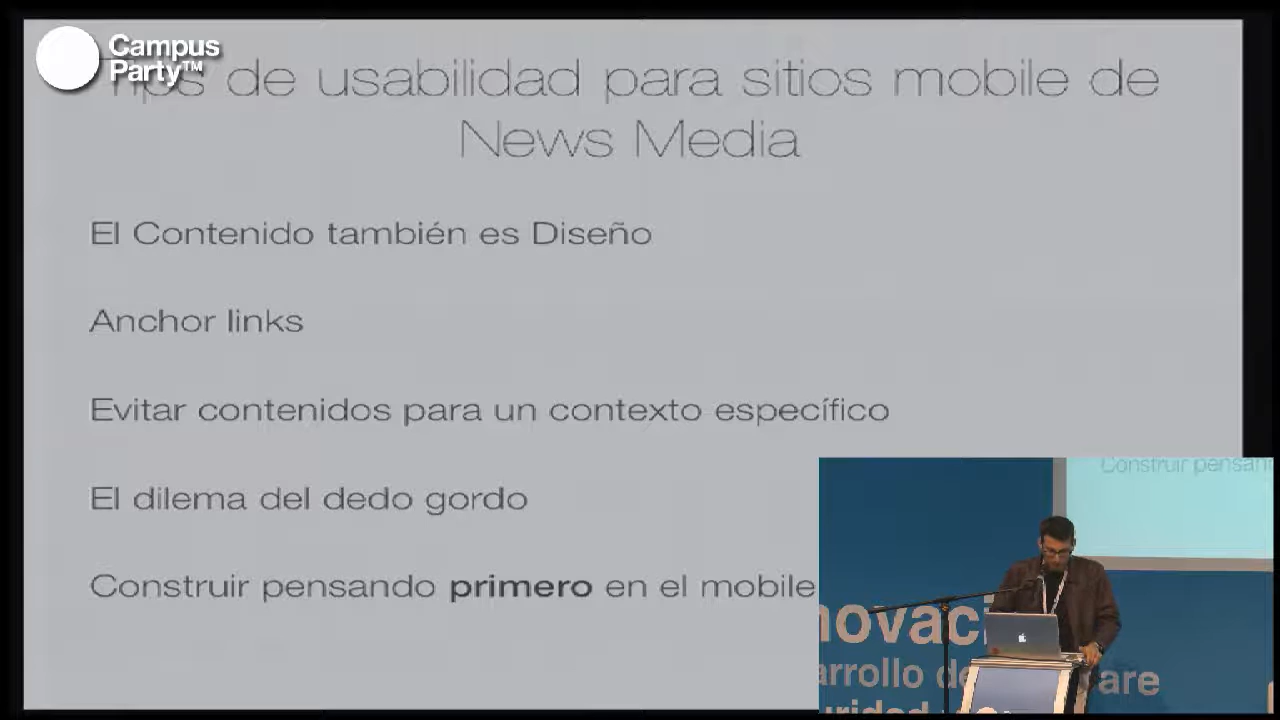 Campus
Party™
Tips de usabilidad para sitios mobile de
News Media
El Contenido también es Diseño
Anchor links
Evitar contenidos para un contexto específico
El dilema del dedo gordo
Construir pensando primero en el mobile
Construir pensan
novaci
arrollo de
are